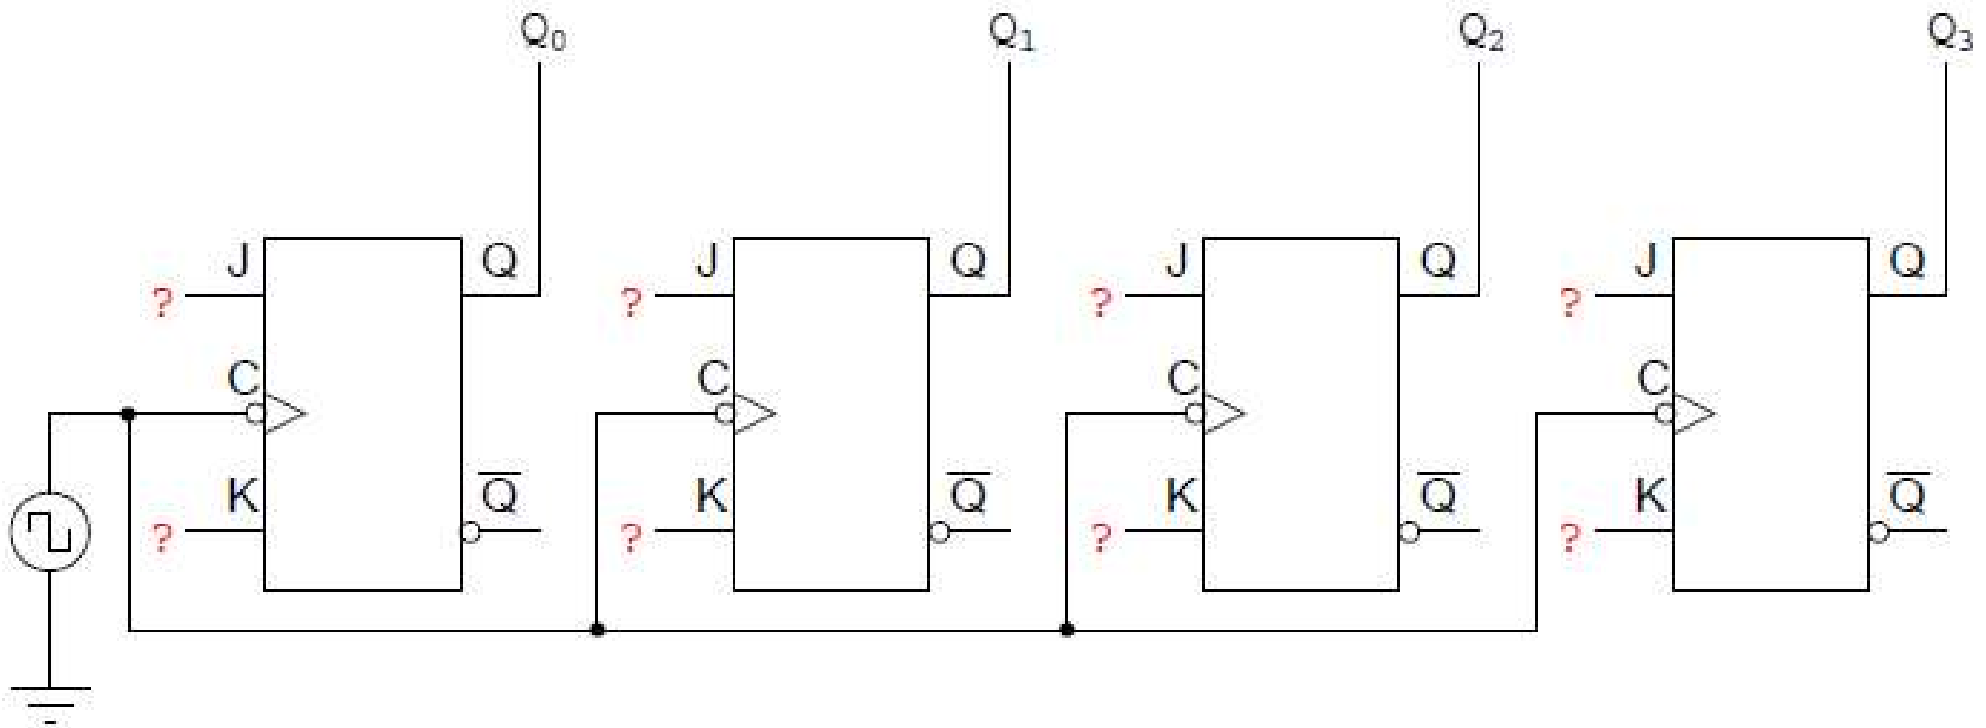 Q₀ Q₁ Q₂ Q₃
J Q J Q J Q J Q
? ? ? ?
C C C C
K Q̅ K Q̅ K Q̅ K Q̅
? ? ? ?